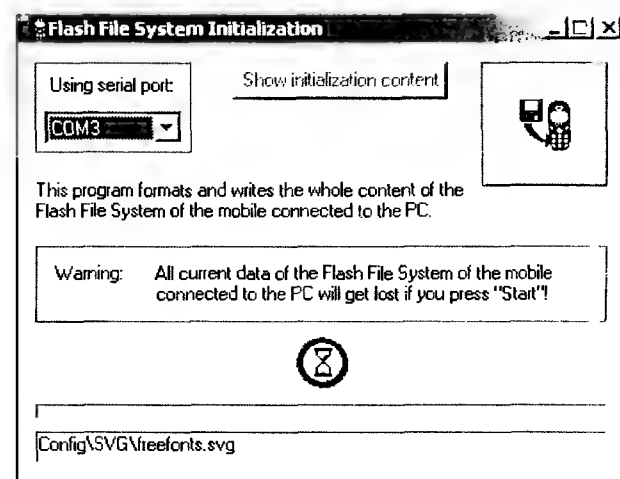 Flash File System Initialization
Using serial port:
Show initialization content
COM3
This program formats and writes the whole content of the
Flash File System of the mobile connected to the PC.
Warning: All current data of the Flash File System of the mobile
connected to the PC will get lost if you press "Start"!
Config\SVG\freefonts.svg